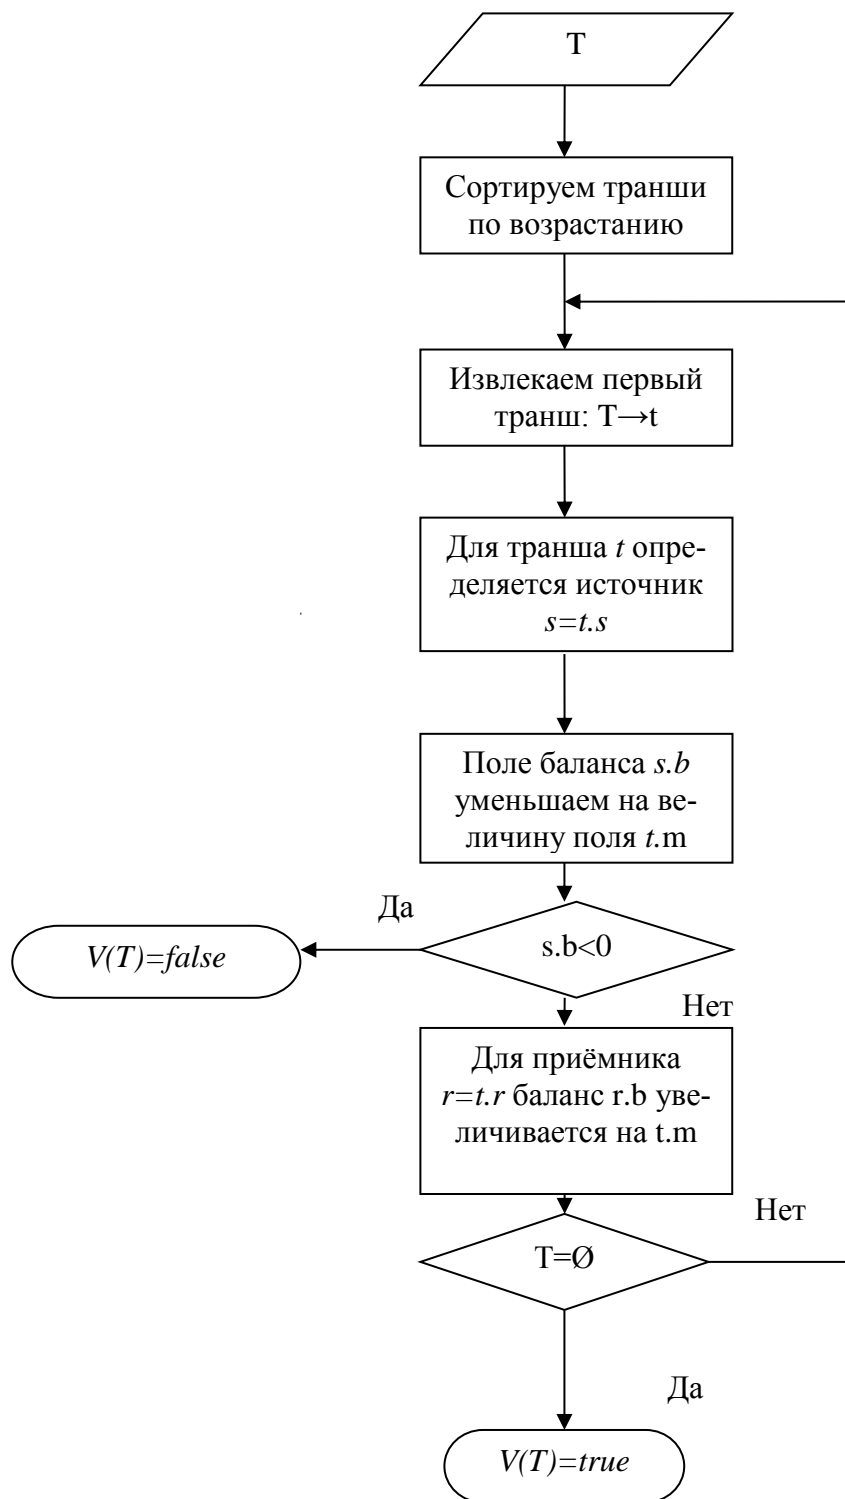 T
Сортируем транши
по возрастанию
Извлекаем первый
транш: T→t
Для транша t опре-
деляется источник
s=t.s
Поле баланса s.b
уменьшаем на ве-
личину поля t.m
Да
s.b<0
V(T)=false
Нет
Для приёмника
r=t.r баланс r.b уве-
личивается на t.m
Нет
T=Ø
Да
V(T)=true